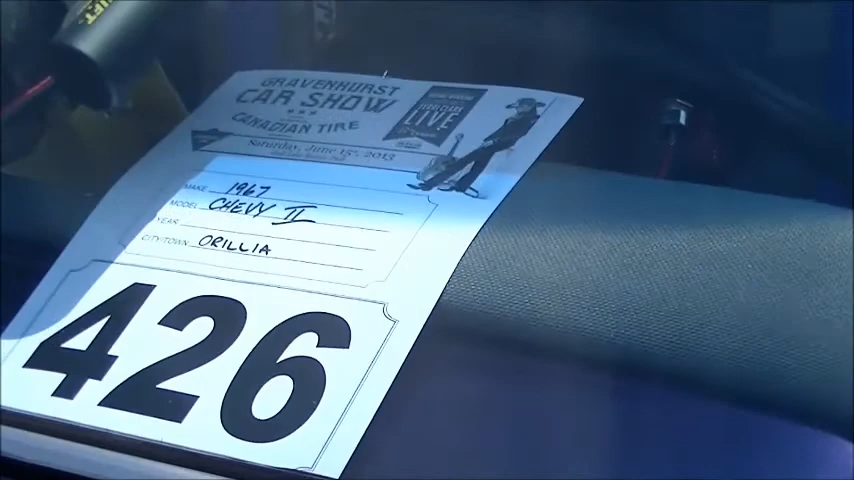 GRAVENHURST
CAR SHOW
CANADIAN TIRE
Saturday, June 15th, 2013
LIVE
MAKE 1967
MODEL CHEVY II
YEAR
CITY/TOWN ORILLIA
426